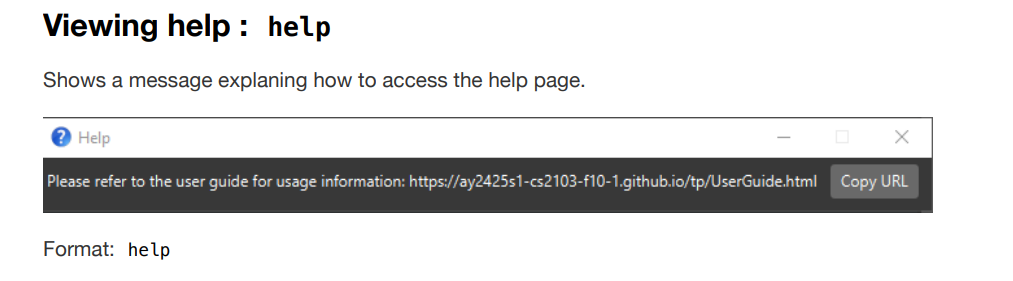 Viewing help : help
Shows a message explaning how to access the help page.
Help
Please refer to the user guide for usage information: https://ay2425s1-cs2103-f10-1.github.io/tp/UserGuide.html Copy URL
Format: help